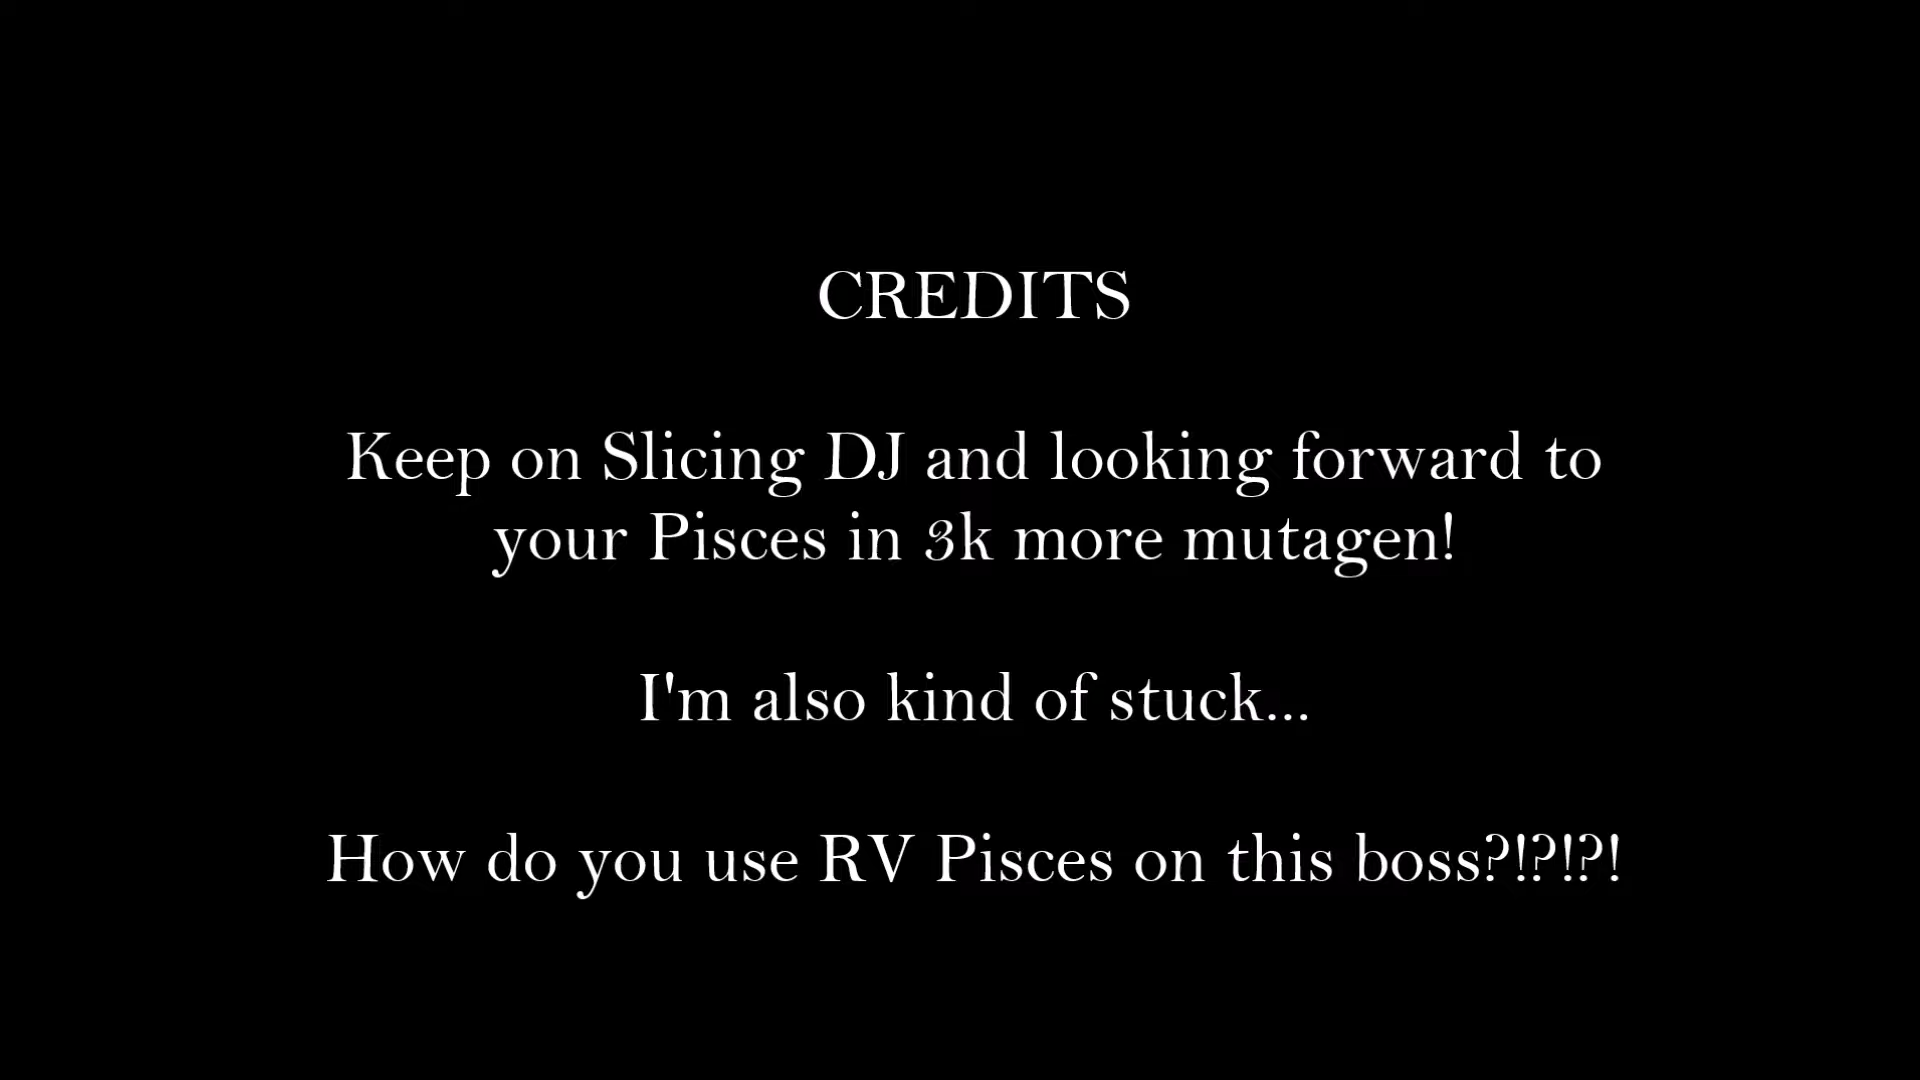 CREDITS
Keep on Slicing DJ and looking forward to
your Pisces in 3k more mutagen!
I'm also kind of stuck...
How do you use RV Pisces on this boss?!?!?!